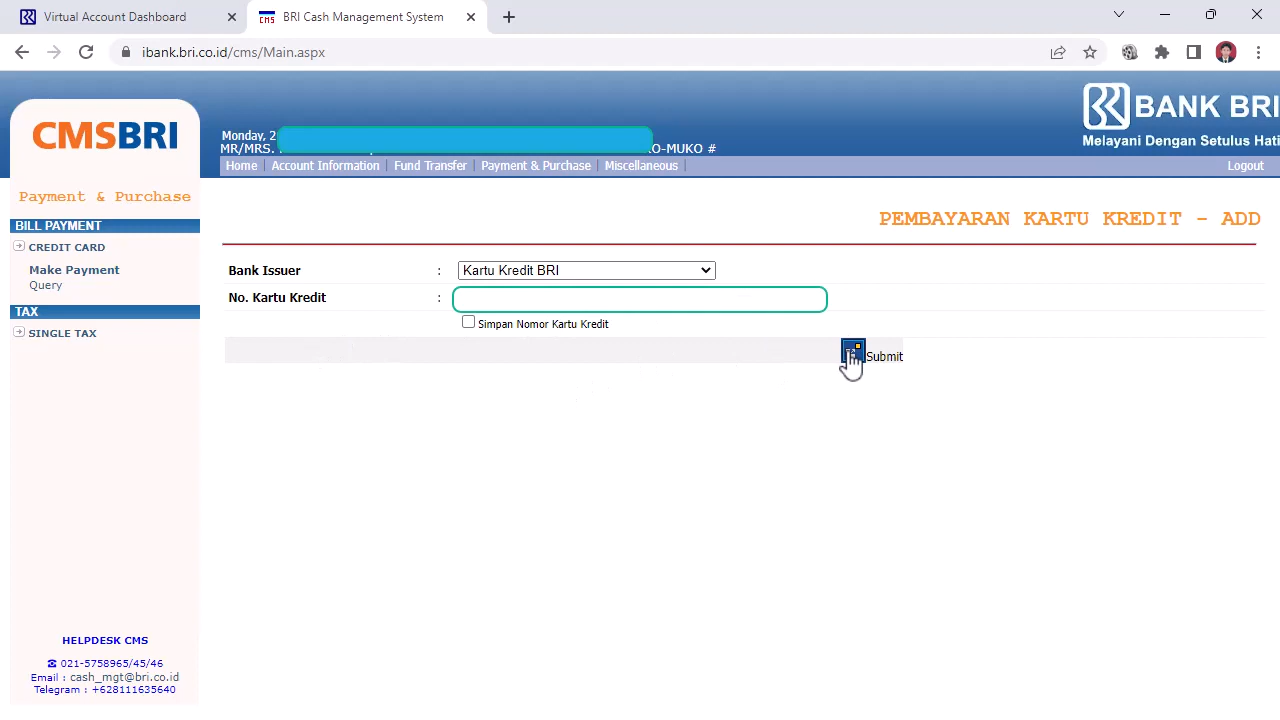 Virtual Account Dashboard
CMS BRI Cash Management System
ibank.bri.co.id/cms/Main.aspx
CMSBRI
BANK BRI
Melayani Dengan Setulus Hati
Monday, 2
MR/MRS. O-MUKO #
Home Account Information Fund Transfer Payment & Purchase Miscellaneous Logout
Payment & Purchase
PEMBAYARAN KARTU KREDIT - ADD
BILL PAYMENT
CREDIT CARD
Make Payment
Query
TAX
SINGLE TAX
Bank Issuer : Kartu Kredit BRI
No. Kartu Kredit :
Simpan Nomor Kartu Kredit
Submit
HELPDESK CMS
☎ 021-5758965/45/46
Email : cash_mgt@bri.co.id
Telegram : +628111635640